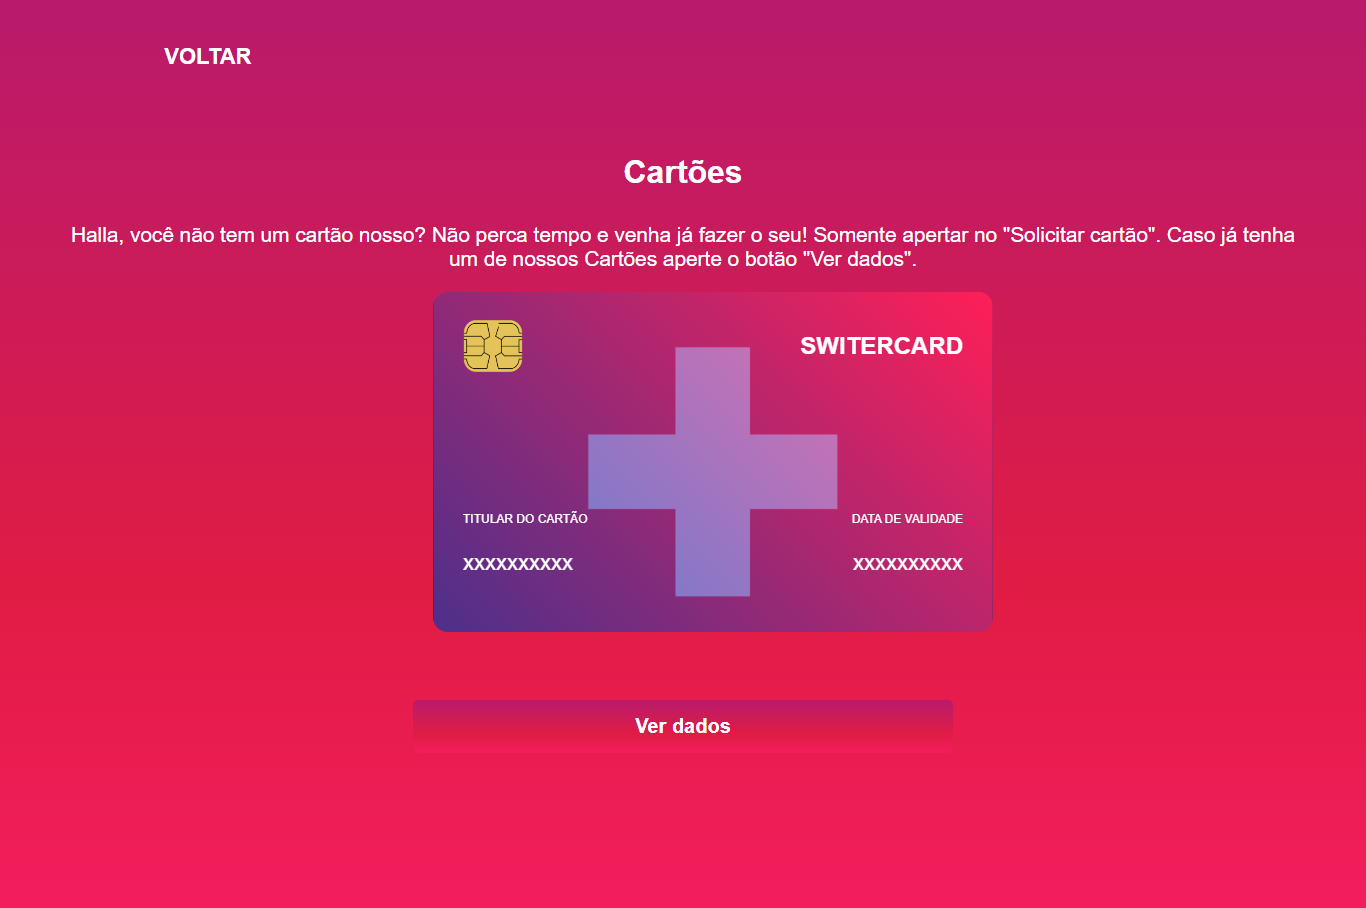 VOLTAR
Cartões
Halla, você não tem um cartão nosso? Não perca tempo e venha já fazer o seu! Somente apertar no "Solicitar cartão". Caso já tenha
um de nossos Cartões aperte o botão "Ver dados".
SWITERCARD
TITULAR DO CARTÃO
DATA DE VALIDADE
XXXXXXXXXX
XXXXXXXXXX
Ver dados